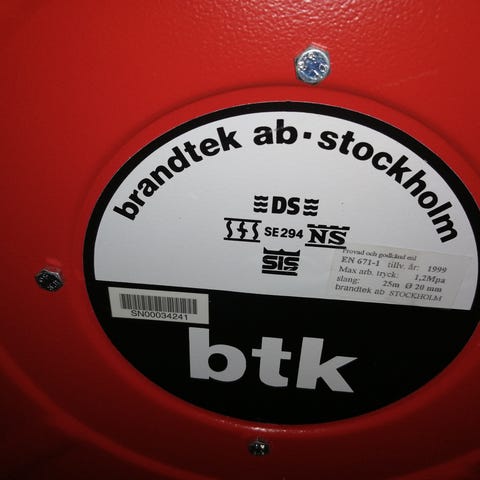 brandtek ab·stockholm
DS
SFS SE294 NS
SIS
Provad och godkänd enl
EN 671-1 tillv. år: 1999
Max arb. tryck: 1,2Mpa
slang: 25m Ø 20 mm
brandtek ab STOCKHOLM
SN00034241
btk